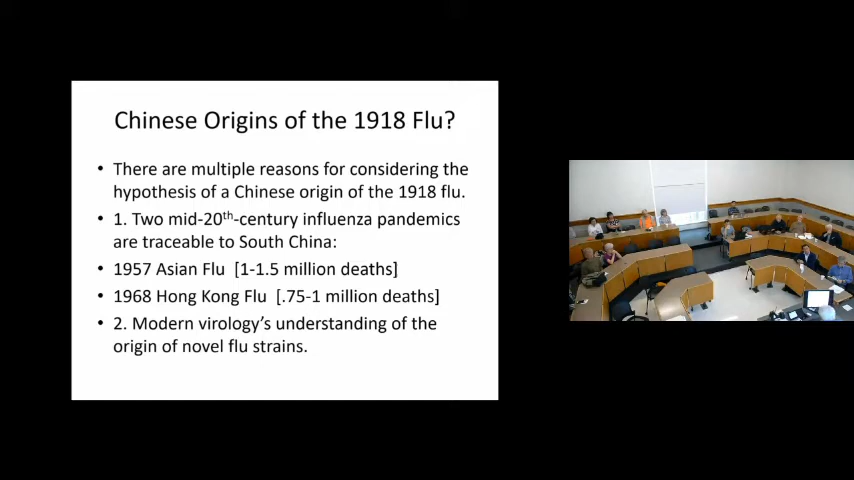 Chinese Origins of the 1918 Flu?
• There are multiple reasons for considering the
hypothesis of a Chinese origin of the 1918 flu.
• 1. Two mid-20th-century influenza pandemics
are traceable to South China:
• 1957 Asian Flu [1-1.5 million deaths]
• 1968 Hong Kong Flu [.75-1 million deaths]
• 2. Modern virology’s understanding of the
origin of novel flu strains.